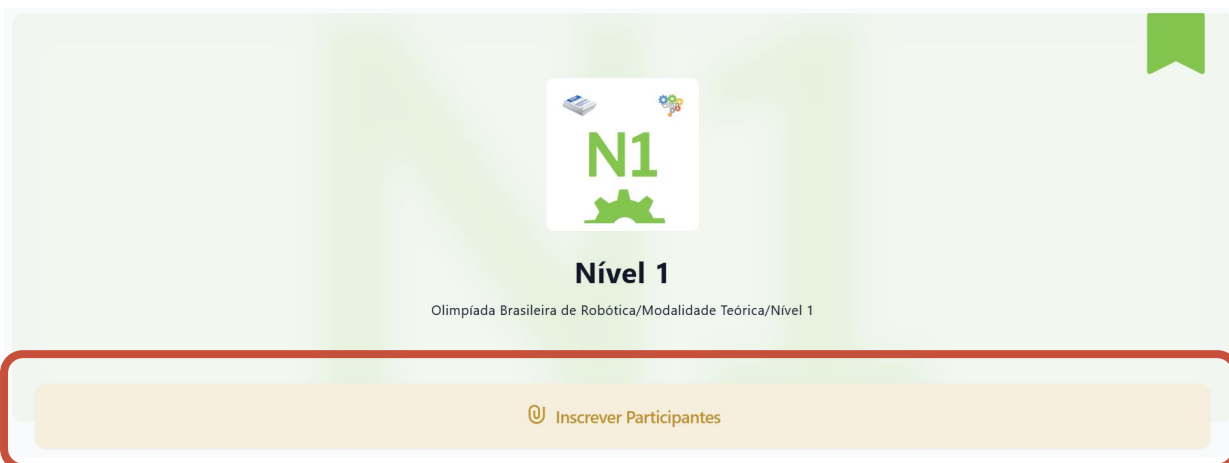 N1
Nível 1
Olimpíada Brasileira de Robótica/Modalidade Teórica/Nível 1
Inscrever Participantes